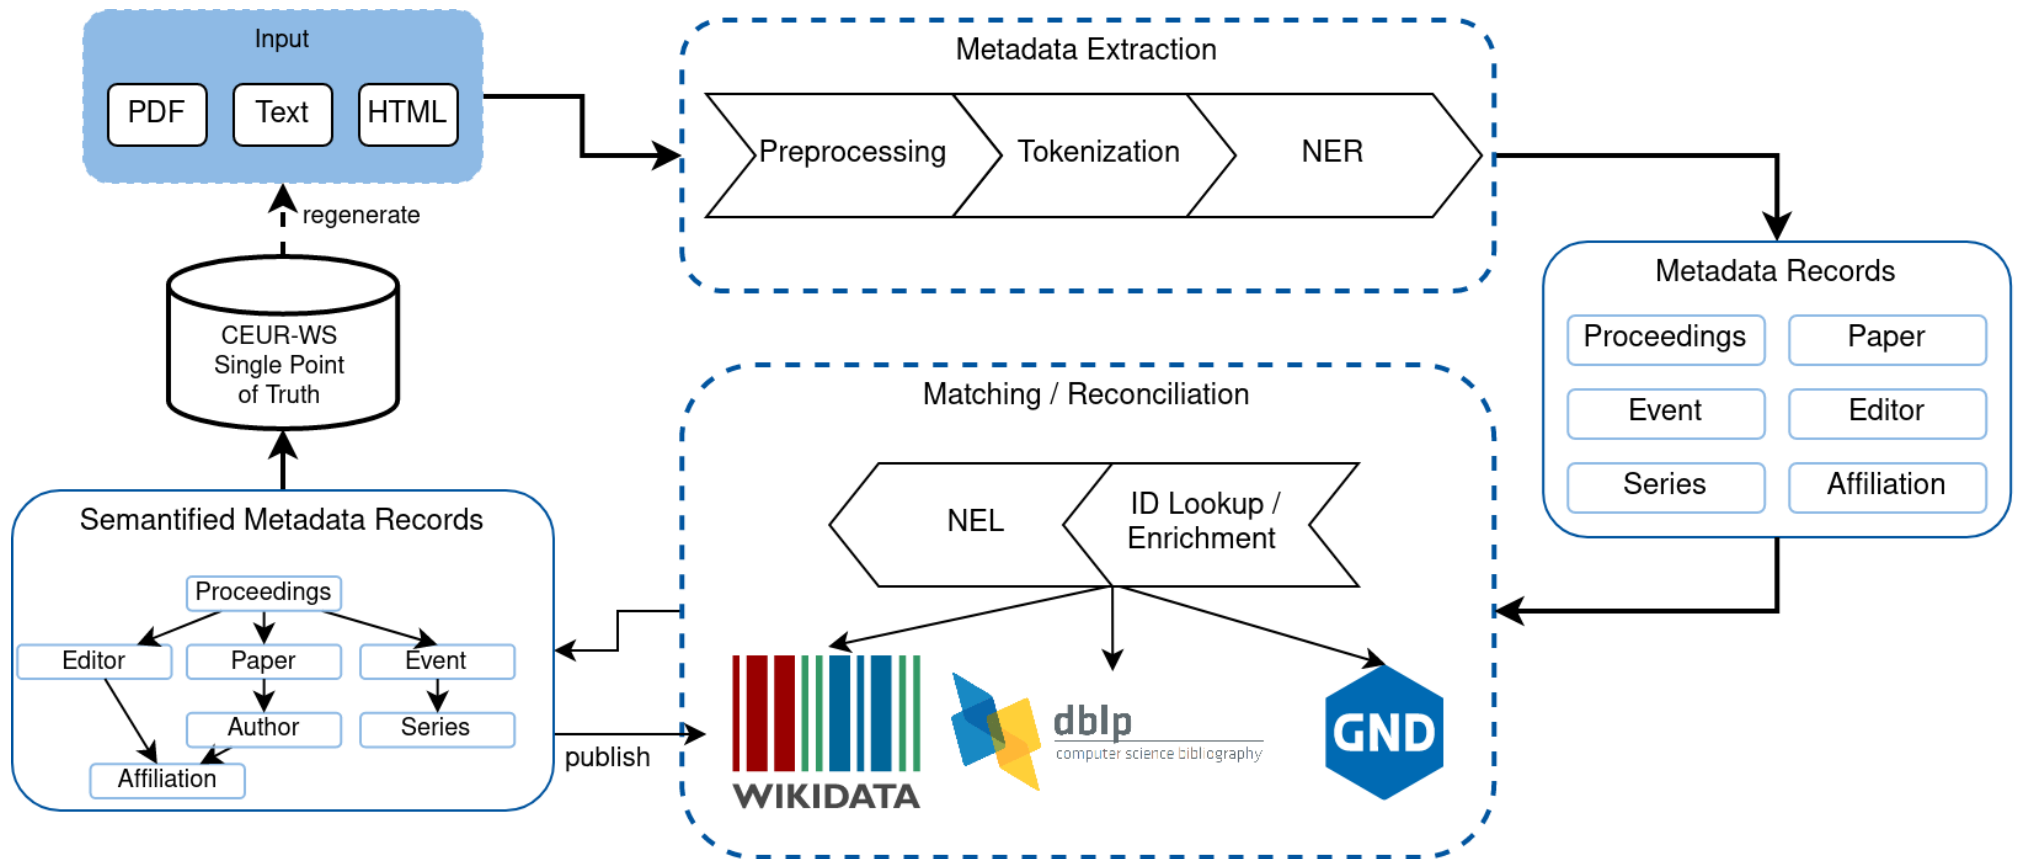 Input
PDF
Text
HTML
regenerate
CEUR-WS
Single Point
of Truth
Metadata Extraction
Preprocessing
Tokenization
NER
Metadata Records
Proceedings
Paper
Event
Editor
Series
Affiliation
Matching / Reconciliation
NEL
ID Lookup /
Enrichment
WIKIDATA
dblp
computer science bibliography
GND
publish
Semantified Metadata Records
Proceedings
Editor
Paper
Event
Author
Series
Affiliation